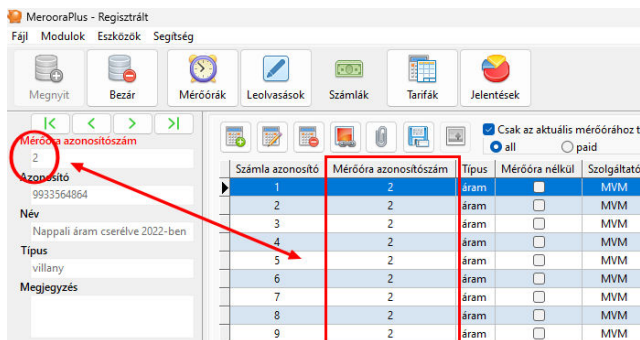 MerooraPlus - Regisztrált
Fájl Modulok Eszközök Segítség
Megnyit Bezár Mérőórák Leolvasások Számlák Tarifák Jelentések
Mérőóra azonosítószám
2
Azonosító
9933564864
Név
Nappali áram cserélve 2022-ben
Típus
villany
Megjegyzés
Csak az aktuális mérőórához t
all paid
Számla azonosító Mérőóra azonosítószám Típus Mérőóra nélkül Szolgáltató
1 2 áram MVM
2 2 áram MVM
3 2 áram MVM
4 2 áram MVM
5 2 áram MVM
6 2 áram MVM
7 2 áram MVM
8 2 áram MVM
9 2 áram MVM